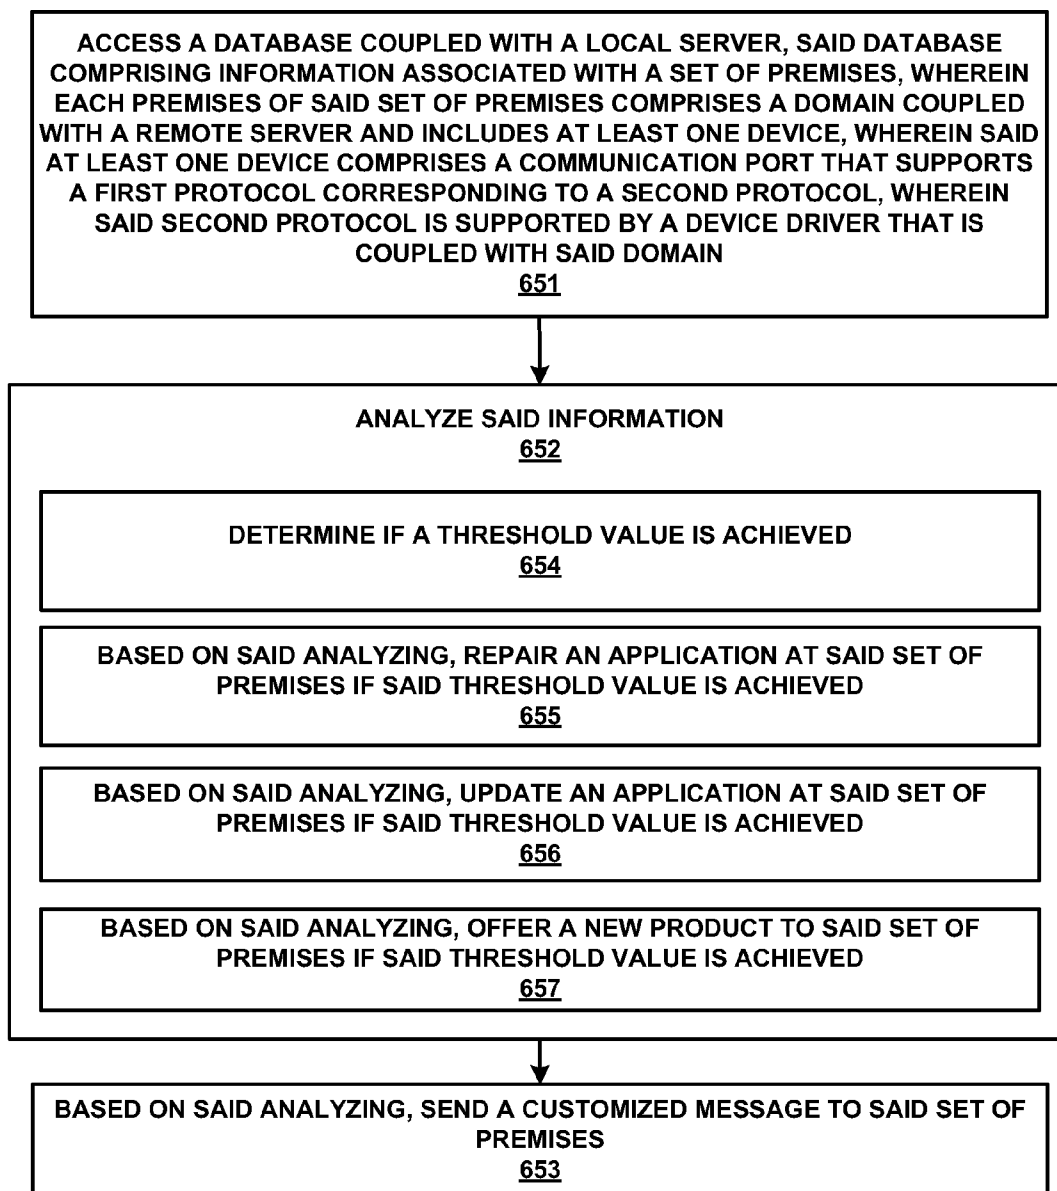 ACCESS A DATABASE COUPLED WITH A LOCAL SERVER, SAID DATABASE
COMPRISING INFORMATION ASSOCIATED WITH A SET OF PREMISES, WHEREIN
EACH PREMISES OF SAID SET OF PREMISES COMPRISES A DOMAIN COUPLED
WITH A REMOTE SERVER AND INCLUDES AT LEAST ONE DEVICE, WHEREIN SAID
AT LEAST ONE DEVICE COMPRISES A COMMUNICATION PORT THAT SUPPORTS
A FIRST PROTOCOL CORRESPONDING TO A SECOND PROTOCOL, WHEREIN
SAID SECOND PROTOCOL IS SUPPORTED BY A DEVICE DRIVER THAT IS
COUPLED WITH SAID DOMAIN
651
ANALYZE SAID INFORMATION
652
DETERMINE IF A THRESHOLD VALUE IS ACHIEVED
654
BASED ON SAID ANALYZING, REPAIR AN APPLICATION AT SAID SET OF
PREMISES IF SAID THRESHOLD VALUE IS ACHIEVED
655
BASED ON SAID ANALYZING, UPDATE AN APPLICATION AT SAID SET OF
PREMISES IF SAID THRESHOLD VALUE IS ACHIEVED
656
BASED ON SAID ANALYZING, OFFER A NEW PRODUCT TO SAID SET OF
PREMISES IF SAID THRESHOLD VALUE IS ACHIEVED
657
BASED ON SAID ANALYZING, SEND A CUSTOMIZED MESSAGE TO SAID SET OF
PREMISES
653